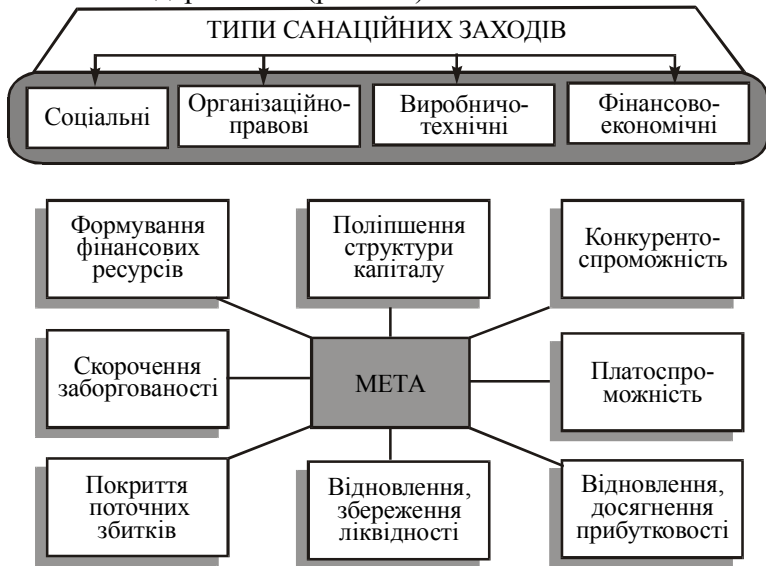 ТИПИ САНАЦІЙНИХ ЗАХОДІВ
Соціальні
Організаційно-
правові
Виробничо-
технічні
Фінансово-
економічні
Формування
фінансових
ресурсів
Поліпшення
структури
капіталу
Конкуренто-
спроможність
Скорочення
заборгованості
МЕТА
Платоспро-
можність
Покриття
поточних
збитків
Відновлення,
збереження
ліквідності
Відновлення,
досягнення
прибутковості